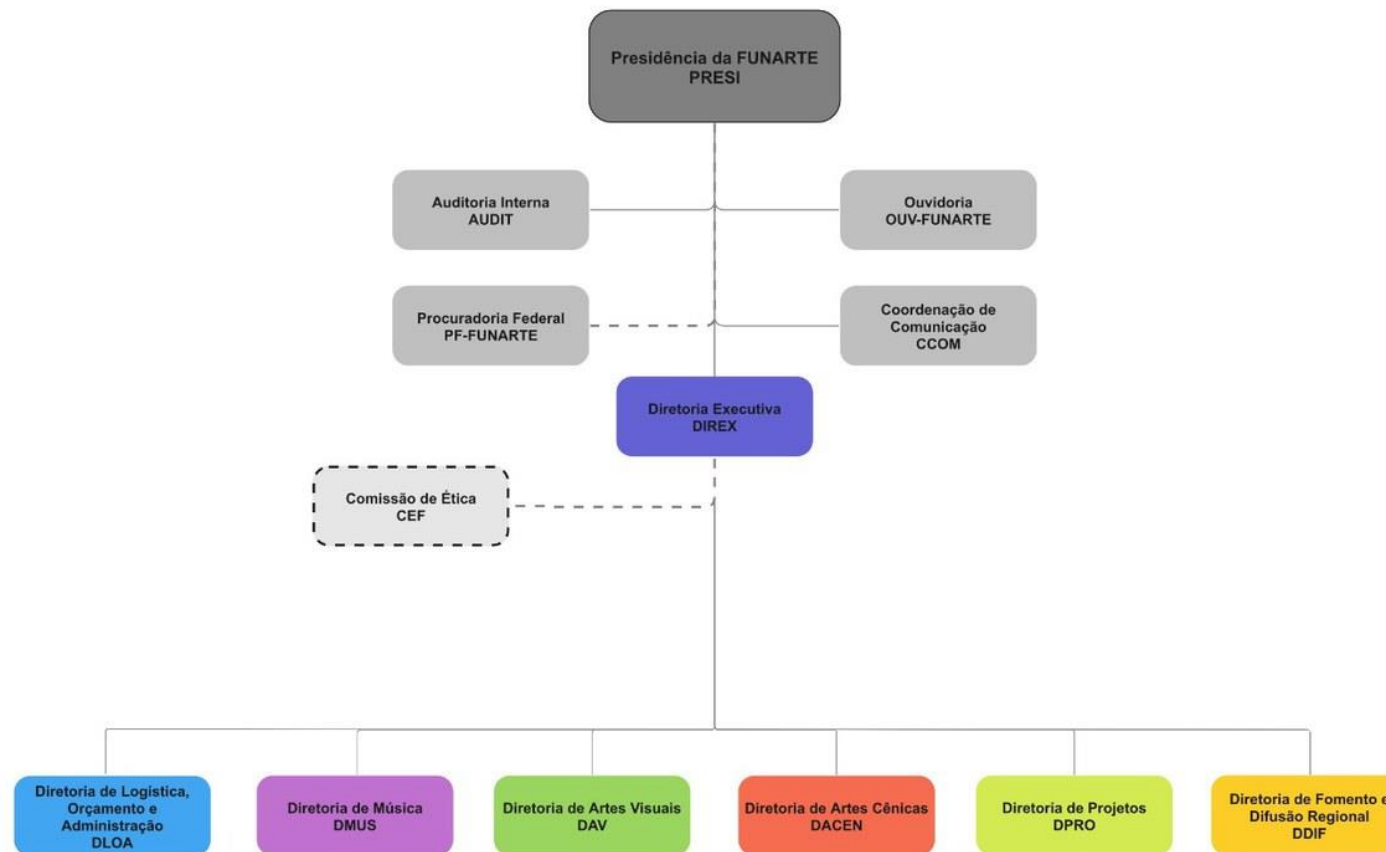 Presidência da FUNARTE
PRESI
Auditoria Interna
AUDIT
Ouvidoria
OUV-FUNARTE
Procuradoria Federal
PF-FUNARTE
Coordenação de
Comunicação
CCOM
Diretoria Executiva
DIREX
Comissão de Ética
CEF
Diretoria de Logística,
Orçamento e
Administração
DLOA
Diretoria de Música
DMUS
Diretoria de Artes Visuais
DAV
Diretoria de Artes Cênicas
DACEN
Diretoria de Projetos
DPRO
Diretoria de Fomento e
Difusão Regional
DDIF